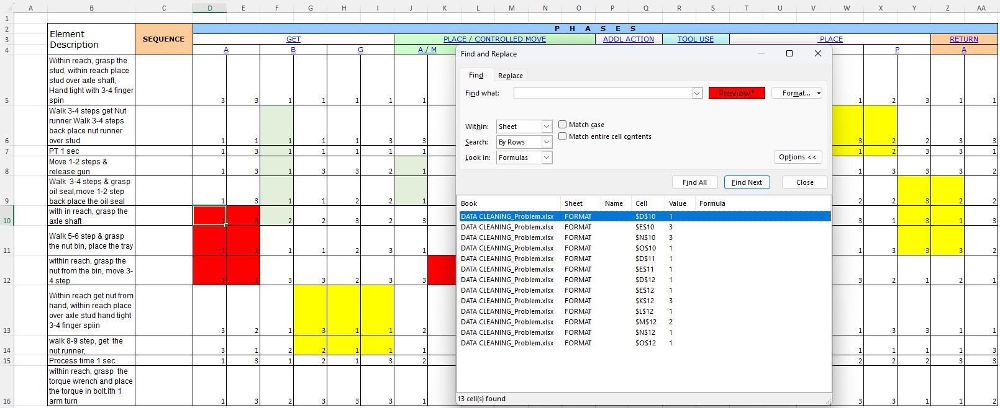 A B C D E F G H I J K L M N O P Q R S T U V W X Y Z AA
1
2 P H A S E S
Element Description SEQUENCE
3 GET PLACE / CONTROLLED MOVE ADDL ACTION TOOL USE PLACE RETURN
4 A B G A / M P A
Within reach, grasp the
stud, within reach place
stud over axle shaft,
Hand tight with 3-4 finger
5 spin 3 3 1 1 1 1 1 1 2 3 1 1
Walk 3-4 steps get Nut
runner Walk 3-4 steps
back place nut runner
6 over stud 1 1 1 1 1 3 3 3 2 2 3 3
7 PT 1 sec 1 3 1 1 1 1 1 1 2 3 3 1
Move 1-2 steps &
8 release gun 1 3 1 3 3 2 1 1 3 3 3 2
Walk  3-4 steps & grasp
oil seal,move 1-2 step
9 back place the oil seal 1 3 1 1 2 2 1 2 2 3 2 2
with in reach, grasp the
10 axle shaft 1 3 2 2 3 2 3 3 1 3 1 3
Walk 5-6 step & grasp
11 the nut bin, place the tray 1 1 1 1 2 3 1 1 3 3 3 2
within reach, grasp the
nut from the bin, move 3-
12 4 step 1 1 3 3 2 3 3 3 2 1 2 1
Within reach get nut from
hand, within reach place
over axle stud hand tight
13 3-4 finger spiin 3 2 1 3 1 1 2 1 3 3 1 1
walk 8-9 step, get  the
14 nut runner, 3 1 2 2 1 1 1 1 1 1 1 3
15 Process time 1 sec 1 3 1 2 1 3 2 2 2 2 3 3
within reach, grasp  the
torque wrench and place
the torque in bolt.ith 1
16 arm turn 1 3 2 3 3 3 1 3 3 1 1 2
Find and Replace
Find Replace
Find what: Preview* Format...
Within: Sheet Match case
Match entire cell contents
Search: By Rows
Look in: Formulas Options <<
Find All Find Next Close
Book Sheet Name Cell Value Formula
DATA CLEANING_Problem.xlsx FORMAT $D$10 1
DATA CLEANING_Problem.xlsx FORMAT $E$10 3
DATA CLEANING_Problem.xlsx FORMAT $N$10 3
DATA CLEANING_Problem.xlsx FORMAT $O$10 1
DATA CLEANING_Problem.xlsx FORMAT $D$11 1
DATA CLEANING_Problem.xlsx FORMAT $E$11 1
DATA CLEANING_Problem.xlsx FORMAT $D$12 1
DATA CLEANING_Problem.xlsx FORMAT $E$12 1
DATA CLEANING_Problem.xlsx FORMAT $K$12 3
DATA CLEANING_Problem.xlsx FORMAT $L$12 1
DATA CLEANING_Problem.xlsx FORMAT $M$12 2
DATA CLEANING_Problem.xlsx FORMAT $N$12 1
DATA CLEANING_Problem.xlsx FORMAT $O$12 1
13 cell(s) found